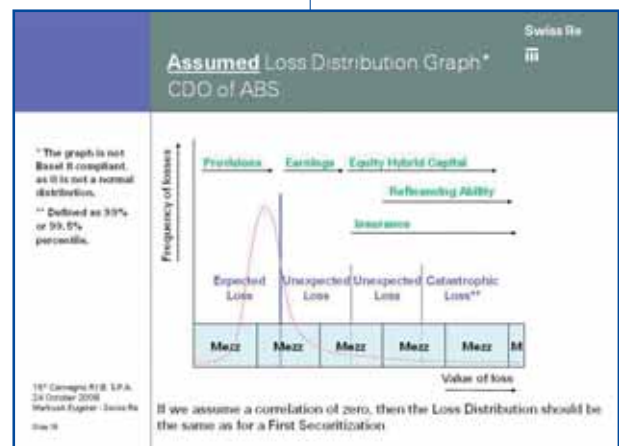 Swiss Re
Assumed Loss Distribution Graph*
CDO of ABS
* The graph is not
Basel II compliant,
as it is not a normal
distribution.
** Defined as 99%
or 99.5%
percentile.
Frequency of losses
Provisions
Earnings
Equity Hybrid Capital
Refinancing Ability
Insurance
Expected
Loss
Unexpected
Loss
Unexpected
Loss
Catastrophic
Loss**
Mezz
Mezz
Mezz
Mezz
Mezz
M
Value of loss
If we assume a correlation of zero, then the Loss Distribution should be
the same as for a First Securitization
Convegno R.I.B. S.P.A.
24 October 2008
Eugster - Swiss Re
Slide